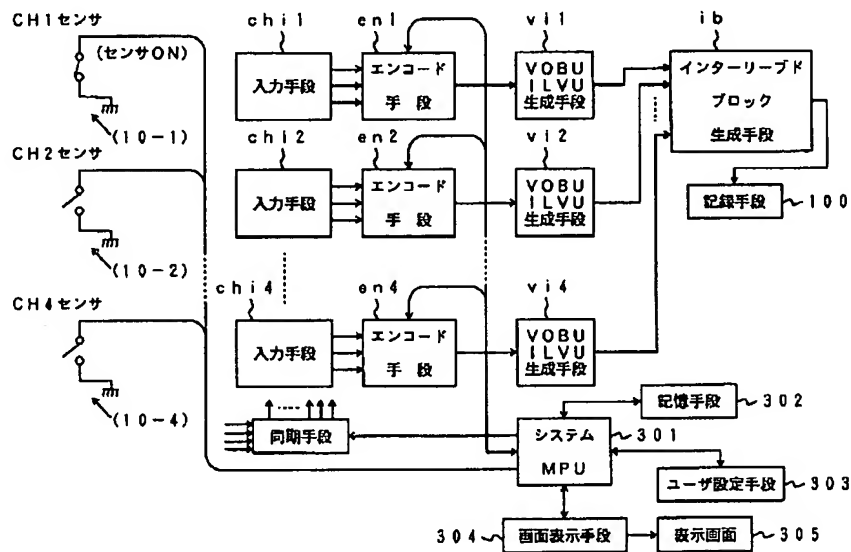 CH1センサ
(センサON)
(10-1)
CH2センサ
(10-2)
CH4センサ
(10-4)
chi1
入力手段
en1
エンコード
手段
vi1
VOBU
ILVU
生成手段
ib
インターリーブド
ブロック
生成手段
記録手段
100
chi2
入力手段
en2
エンコード
手段
vi2
VOBU
ILVU
生成手段
chi4
入力手段
en4
エンコード
手段
vi4
VOBU
ILVU
生成手段
同期手段
システム
MPU
301
記憶手段
302
ユーザ設定手段
303
304
画面表示手段
表示画面
305